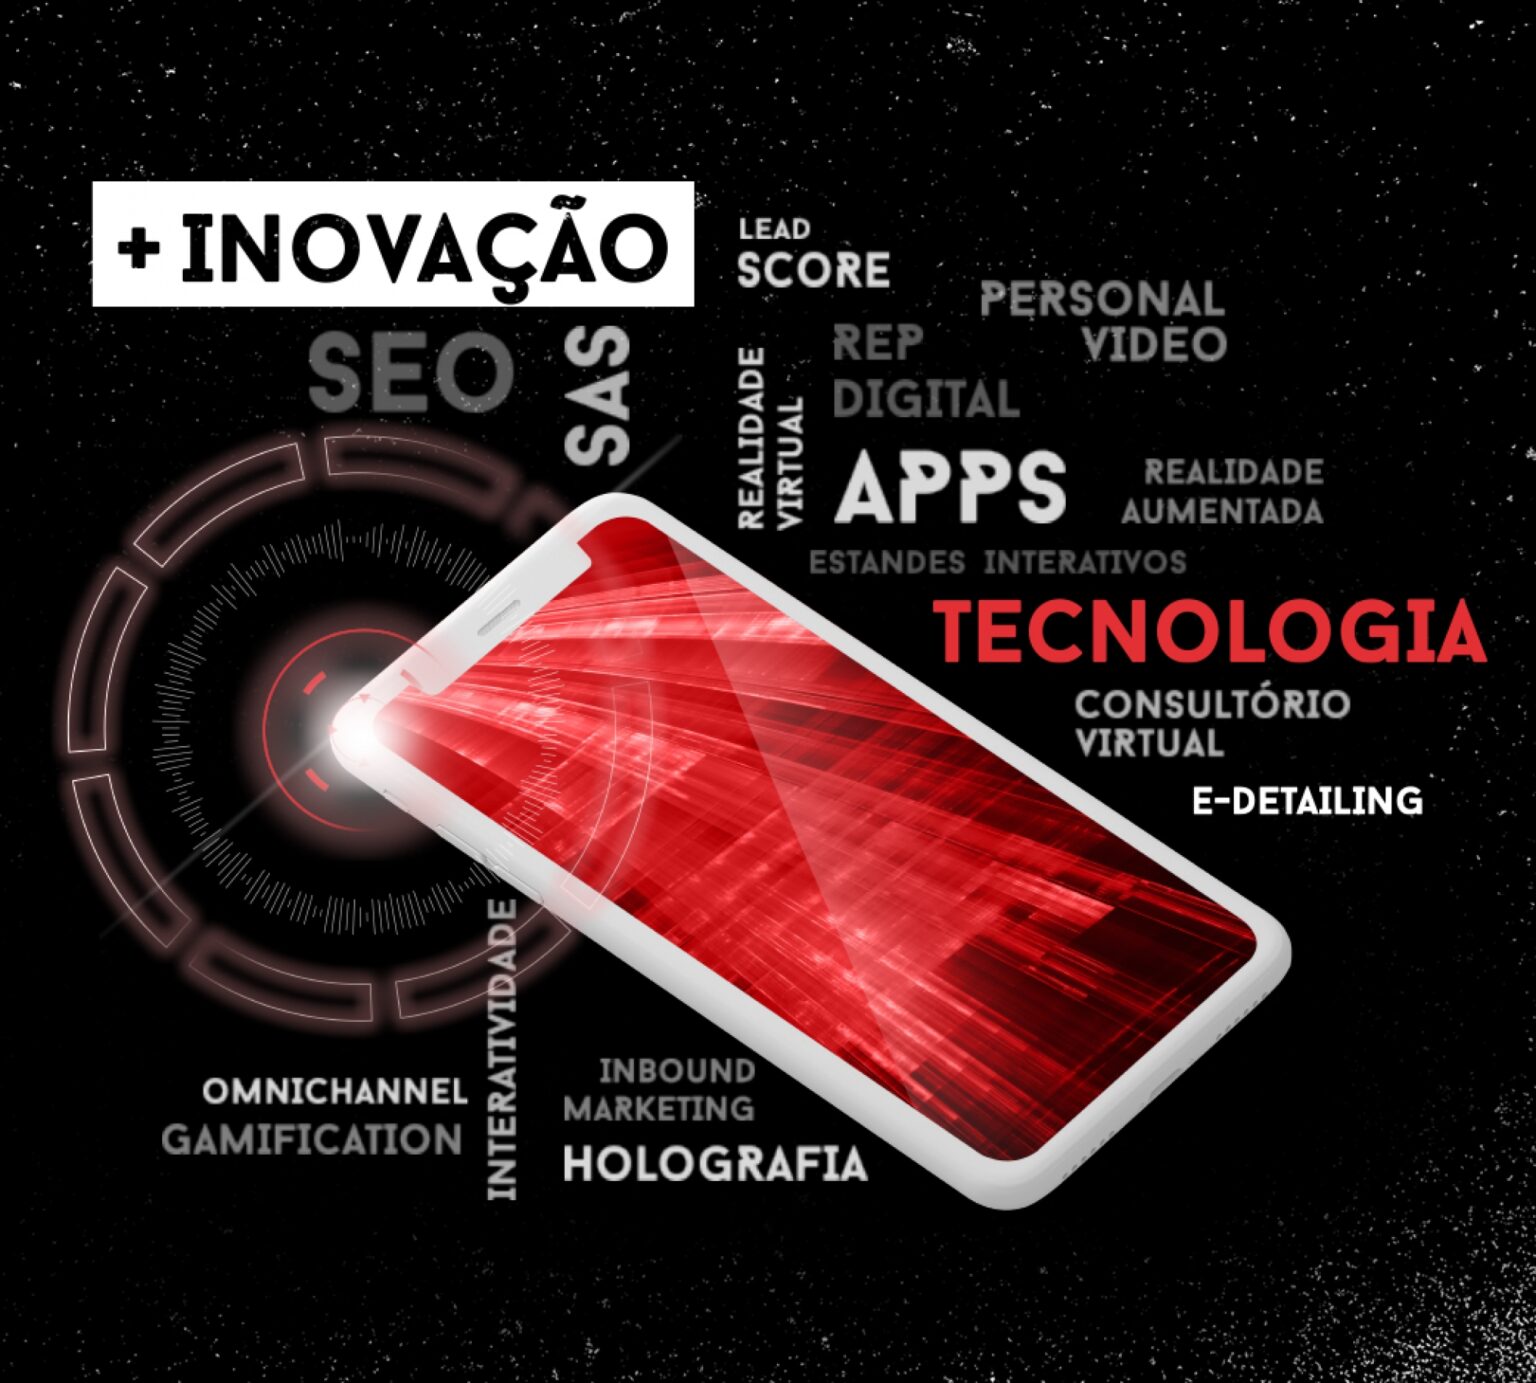 + INOVAÇÃO
LEAD
SCORE
PERSONAL
VIDEO
SEO
SAS
REP
DIGITAL
REALIDADE
VIRTUAL
APPS
REALIDADE
AUMENTADA
ESTANDES INTERATIVOS
TECNOLOGIA
CONSULTÓRIO
VIRTUAL
E-DETAILING
OMNICHANNEL
GAMIFICATION
INTERATIVIDADE
INBOUND
MARKETING
HOLOGRAFIA